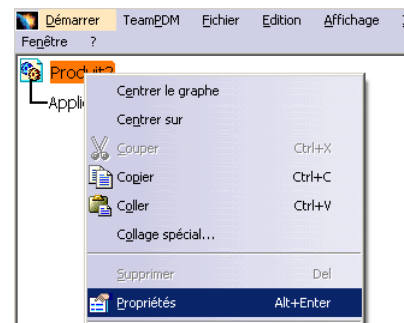 Démarrer TeamPDM Fichier Edition Affichage
Fenêtre ?
Produit2
Appli
Centrer le graphe
Centrer sur
Couper Ctrl+X
Copier Ctrl+C
Coller Ctrl+V
Collage spécial...
Supprimer Del
Propriétés Alt+Enter